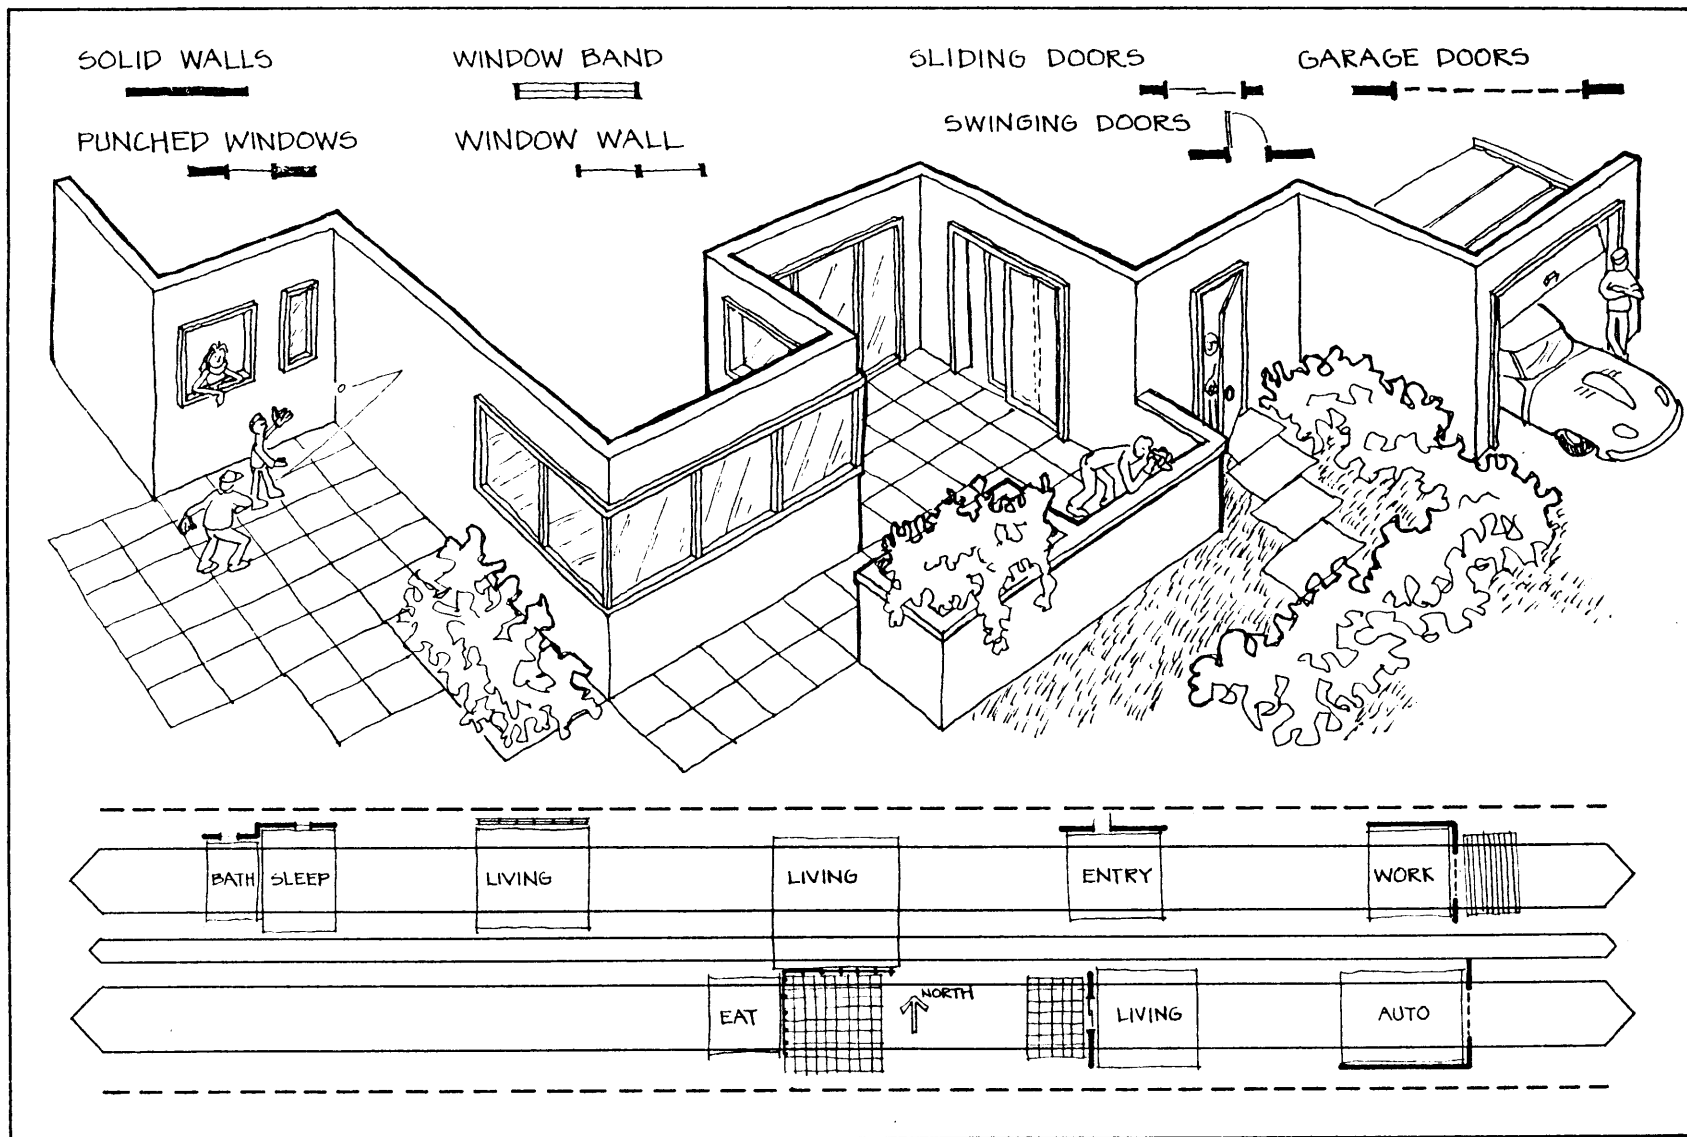 SOLID WALLS
WINDOW BAND
SLIDING DOORS
GARAGE DOORS
PUNCHED WINDOWS
WINDOW WALL
SWINGING DOORS
BATH
SLEEP
LIVING
LIVING
ENTRY
WORK
EAT
NORTH
LIVING
AUTO